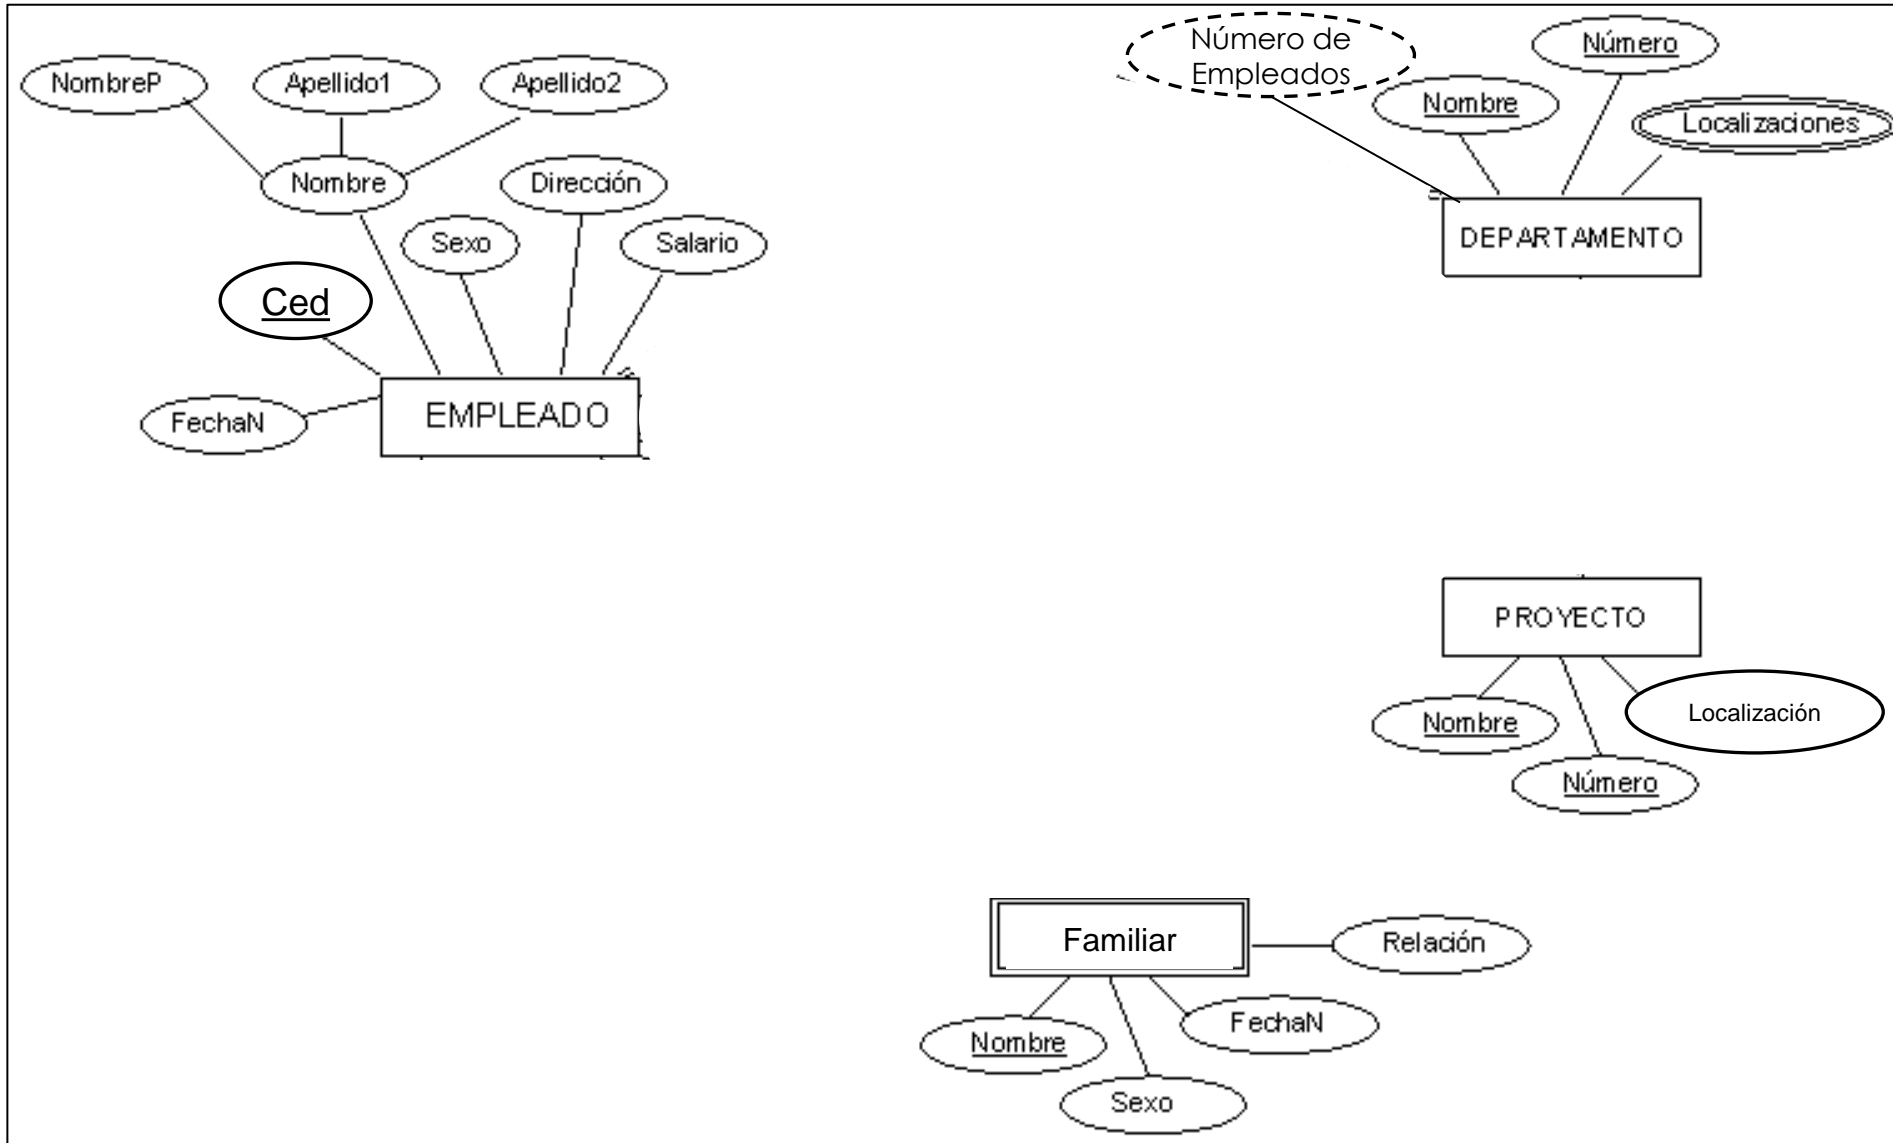 NombreP
Apellido1
Apellido2
Nombre
Dirección
Sexo
Salario
Ced
FechaN
EMPLEADO
Número de
Empleados
Número
Nombre
Localizaciones
DEPARTAMENTO
PROYECTO
Nombre
Localización
Número
Familiar
Relación
Nombre
FechaN
Sexo